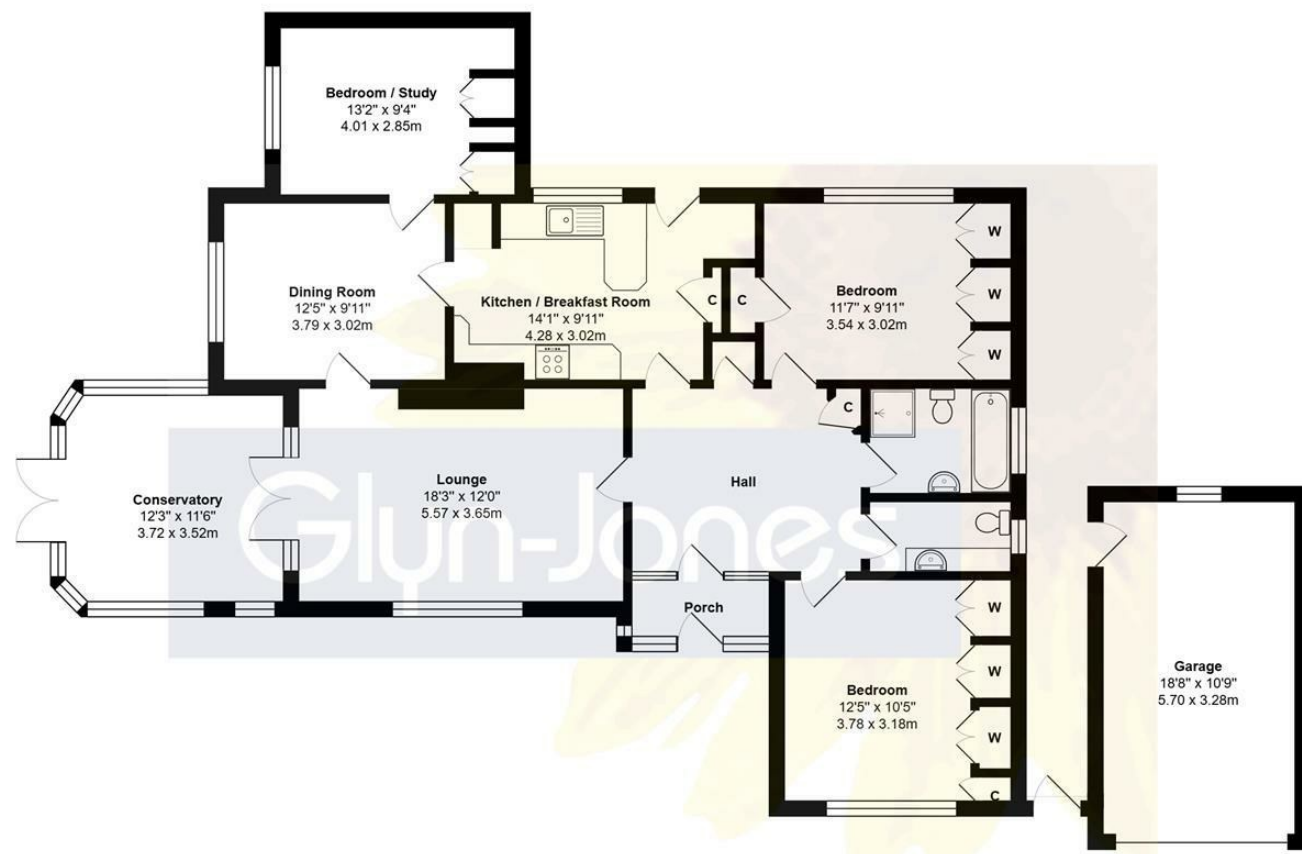 Bedroom / Study
13'2" x 9'4"
4.01 x 2.85m
Dining Room
12'5" x 9'11"
3.79 x 3.02m
Kitchen / Breakfast Room
14'1" x 9'11"
4.28 x 3.02m
C
C
Bedroom
11'7" x 9'11"
3.54 x 3.02m
W
W
W
C
Conservatory
12'3" x 11'6"
3.72 x 3.52m
Lounge
18'3" x 12'0"
5.57 x 3.65m
Hall
Glyn-Jones
Porch
Bedroom
12'5" x 10'5"
3.78 x 3.18m
W
W
W
C
Garage
18'8" x 10'9"
5.70 x 3.28m